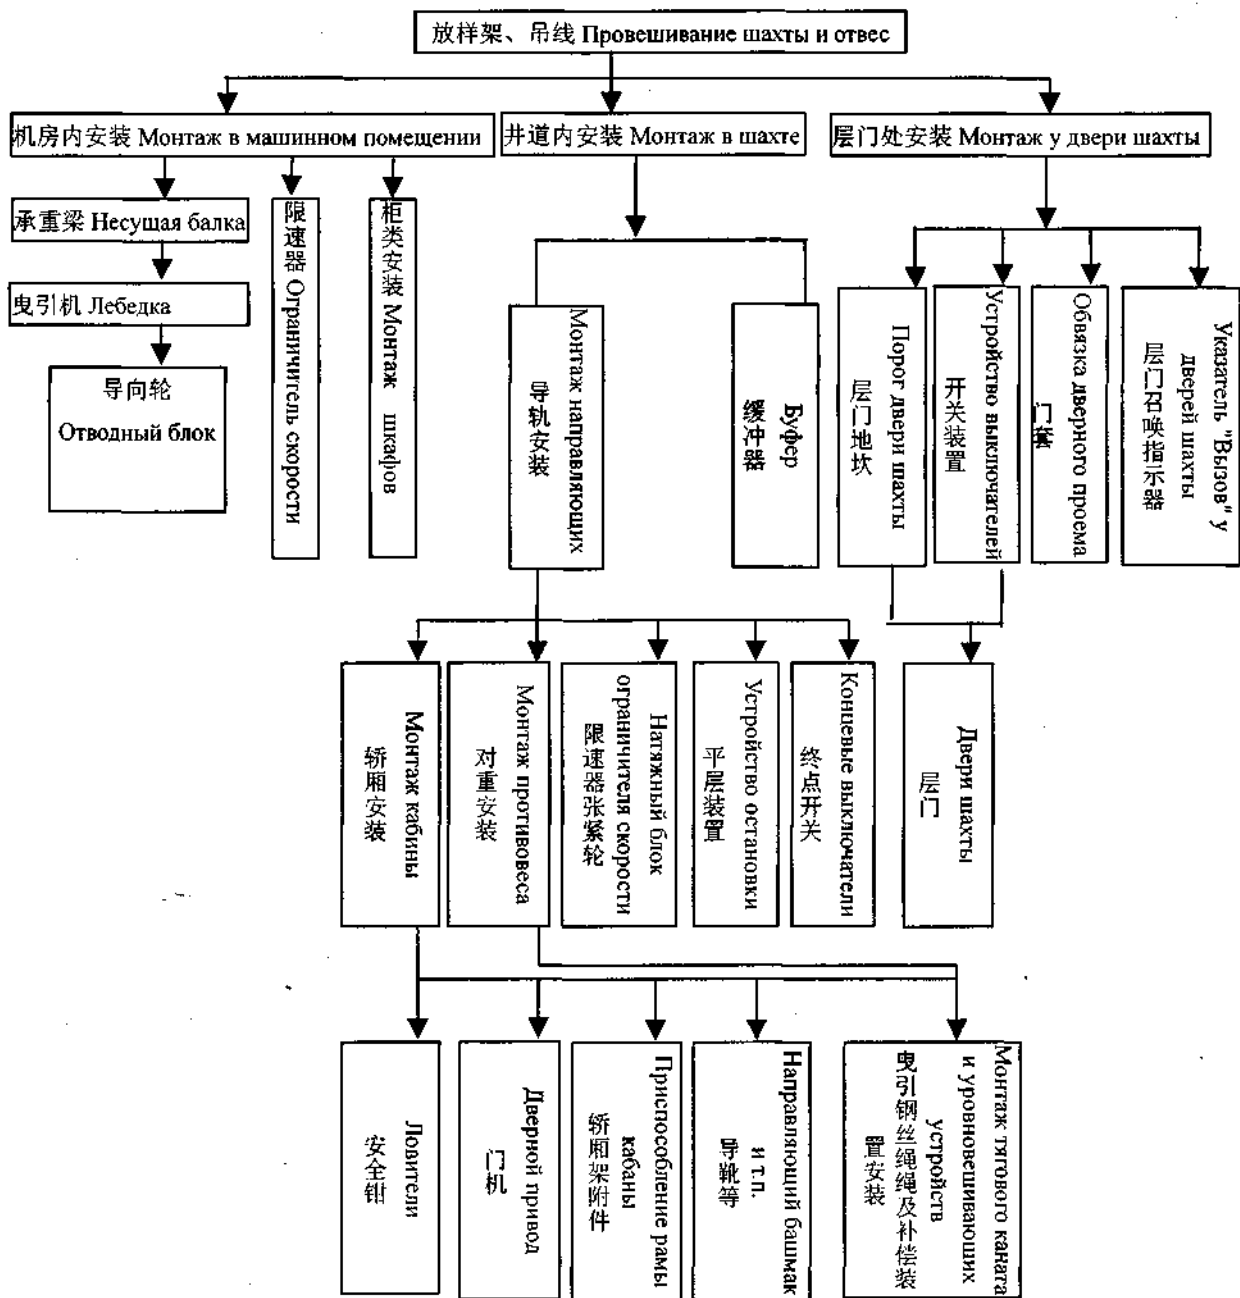 放样架、吊线 Провешивание шахты и отвес
机房内安装 Монтаж в машинном помещении
井道内安装 Монтаж в шахте
层门处安装 Монтаж у двери шахты
承重梁 Несущая балка
曳引机 Лебедка
导向轮
Отводный блок
限速器 Ограничитель скорости
柜类安装 Монтаж шкафов
Монтаж направляющих
导轨安装
Буфер
缓冲器
Порог двери шахты
层门地坎
Устройство выключателей
开关装置
Обвязка дверного проема
门套
Указатель "Вызов" у
дверей шахты
层门召唤指示器
Монтаж кабины
轿厢安装
Монтаж противовеса
对重安装
Натяжный блок
ограничителя скорости
限速器张紧轮
Устройство остановки
平层装置
Концевые выключатели
终点开关
Двери шахты
层门
Ловители
安全钳
Дверной привод
门机
Приспособление рамы
кабаны
轿厢架附件
Направляющий башмак
и т.п.
导靴等
Монтаж тягового каната
и уровновешивающих
устройств
曳引钢丝绳绳及补偿装
置安装